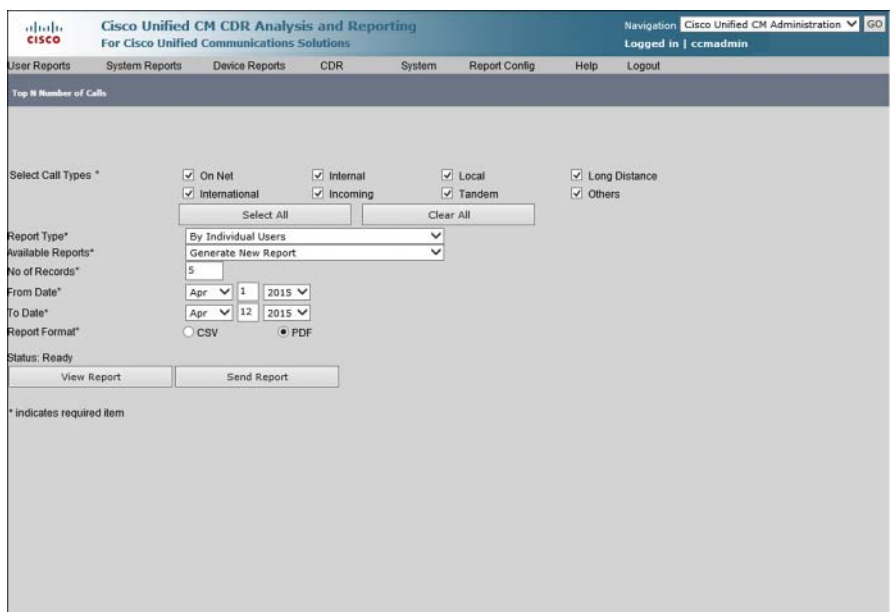 CISCO
Cisco Unified CM CDR Analysis and Reporting
For Cisco Unified Communications Solutions
Navigation Cisco Unified CM Administration GO
Logged in | ccmadmin
User Reports System Reports Device Reports CDR System Report Config Help Logout
Top N Number of Calls
Select Call Types * On Net Internal Local Long Distance
International Incoming Tandem Others
Select All Clear All
Report Type* By Individual Users
Available Reports* Generate New Report
No of Records* 5
From Date* Apr 1 2015
To Date* Apr 12 2015
Report Format* CSV PDF
Status: Ready
View Report Send Report
* indicates required item